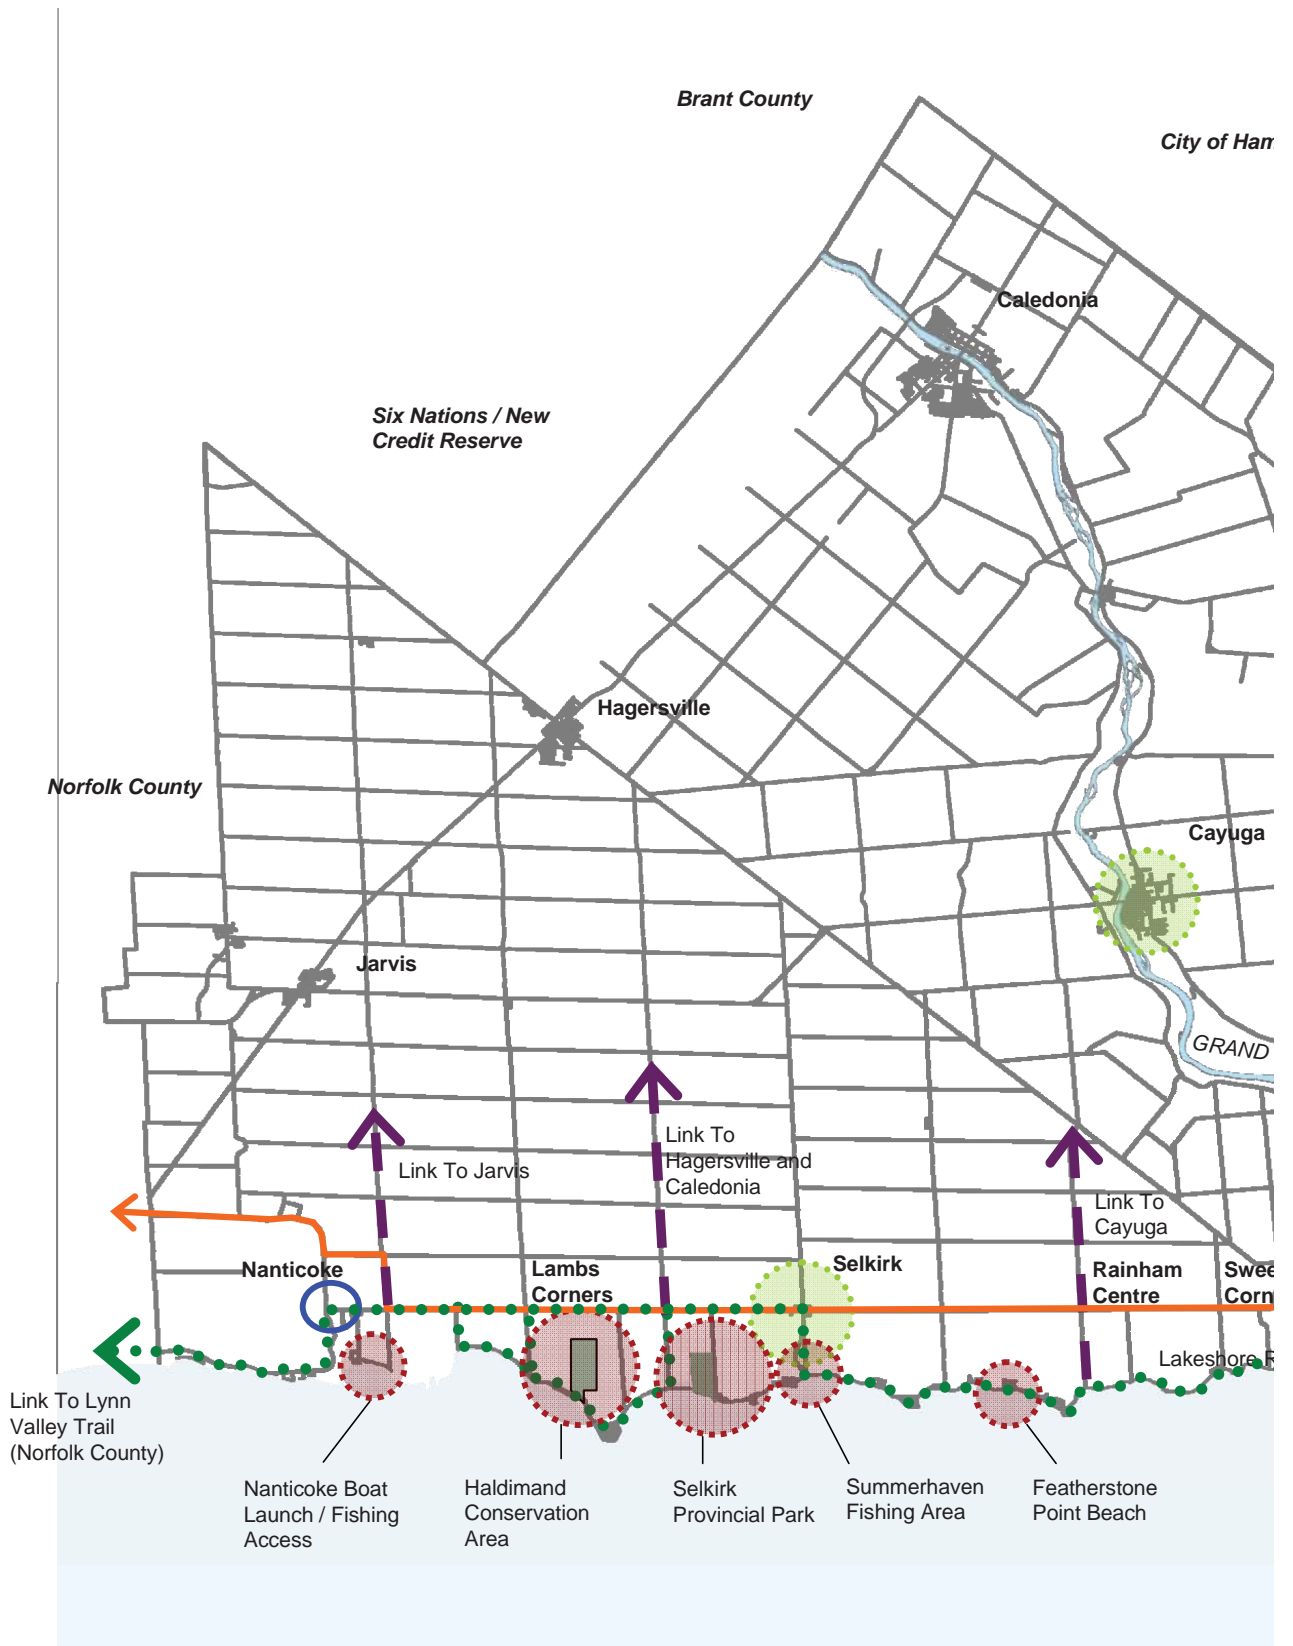 Brant County
City of Ham
Caledonia
Six Nations / New
Credit Reserve
Hagersville
Norfolk County
Cayuga
Jarvis
GRAND
Link To
Hagersville and
Caledonia
Link To Jarvis
Link To
Cayuga
Nanticoke
Lambs
Corners
Selkirk
Rainham
Centre
Swee
Corn
Lakeshore R
Link To Lynn
Valley Trail
(Norfolk County)
Nanticoke Boat
Launch / Fishing
Access
Haldimand
Conservation
Area
Selkirk
Provincial Park
Summerhaven
Fishing Area
Featherstone
Point Beach